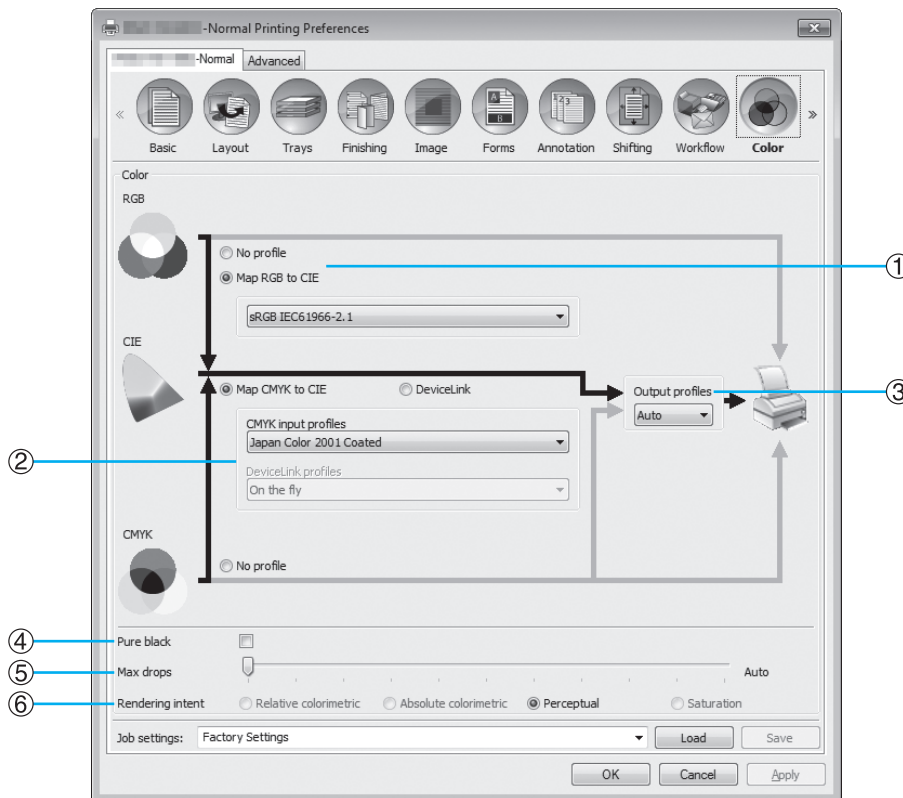 -Normal Printing Preferences
-Normal Advanced
« Basic Layout Trays Finishing Image Forms Annotation Shifting Workflow Color »
Color
RGB
No profile
①
Map RGB to CIE
sRGB IEC61966-2.1
CIE
Map CMYK to CIE DeviceLink
Output profiles
③
Auto
CMYK input profiles
Japan Color 2001 Coated
②
DeviceLink profiles
On the fly
CMYK
No profile
④ Pure black
⑤ Max drops Auto
⑥ Rendering intent Relative colorimetric Absolute colorimetric Perceptual Saturation
Job settings: Factory Settings Load Save
OK Cancel Apply